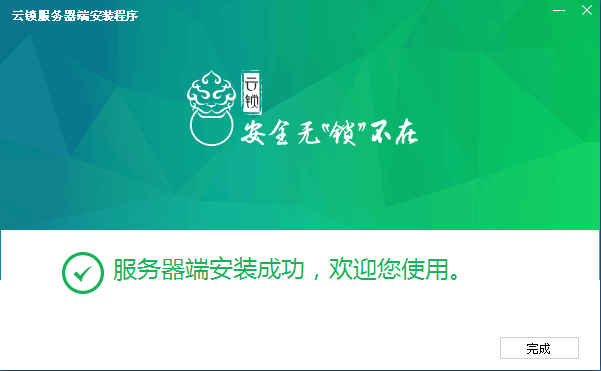 云锁服务器端安装程序
云锁
安全无“锁”不在
服务器端安装成功，欢迎您使用。
完成